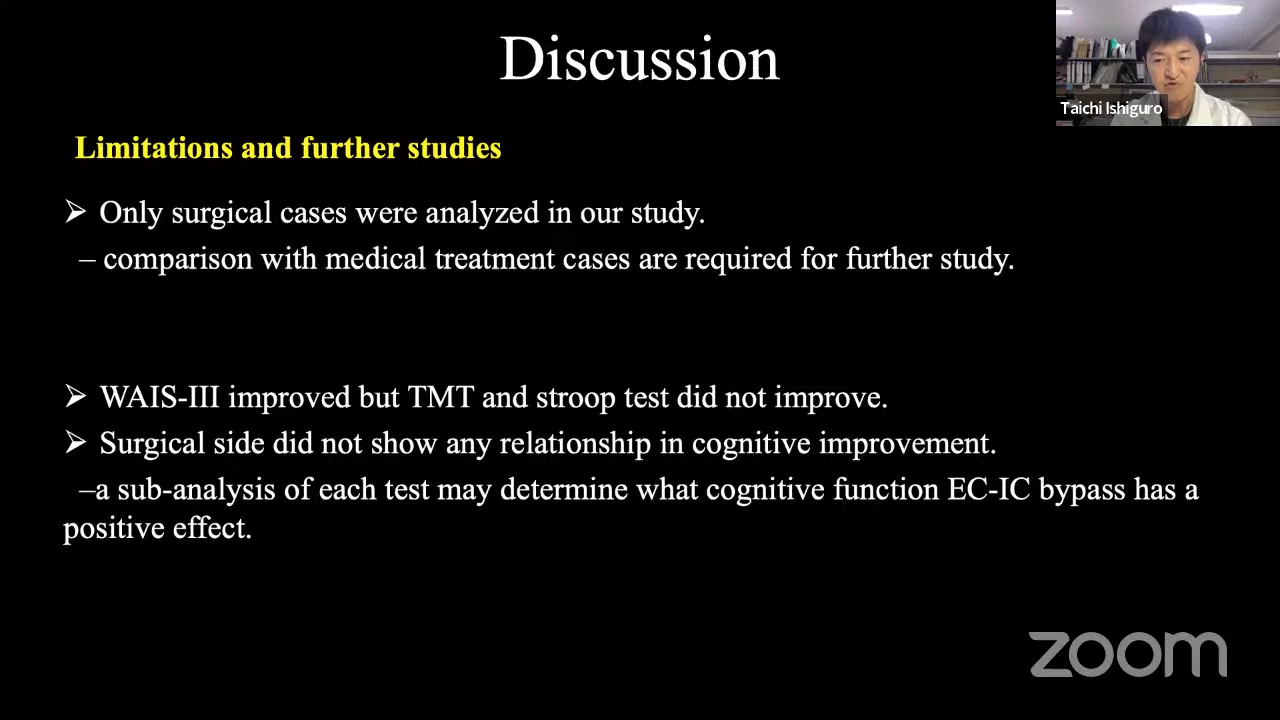 Discussion
Taichi Ishiguro
Limitations and further studies
➢ Only surgical cases were analyzed in our study.
– comparison with medical treatment cases are required for further study.
➢ WAIS-III improved but TMT and stroop test did not improve.
➢ Surgical side did not show any relationship in cognitive improvement.
–a sub-analysis of each test may determine what cognitive function EC-IC bypass has a
positive effect.
zoom